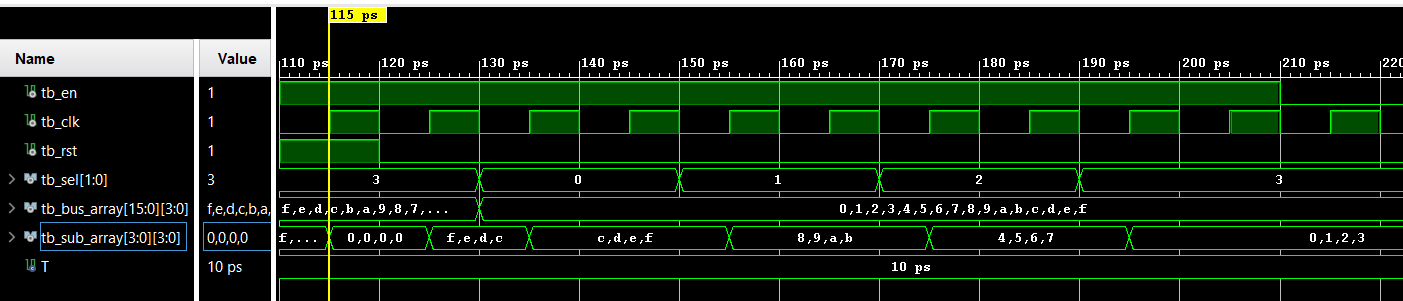 115 ps
Name Value
110 ps 120 ps 130 ps 140 ps 150 ps 160 ps 170 ps 180 ps 190 ps 200 ps 210 ps 220
tb_en 1
tb_clk 1
tb_rst 1
tb_sel[1:0] 3 3 0 1 2 3
tb_bus_array[15:0][3:0] f,e,d,c,b,a, f,e,d,c,b,a,9,8,7,... 0,1,2,3,4,5,6,7,8,9,a,b,c,d,e,f
tb_sub_array[3:0][3:0] 0,0,0,0 f,... 0,0,0,0 f,e,d,c c,d,e,f 8,9,a,b 4,5,6,7 0,1,2,3
T 10 ps 10 ps